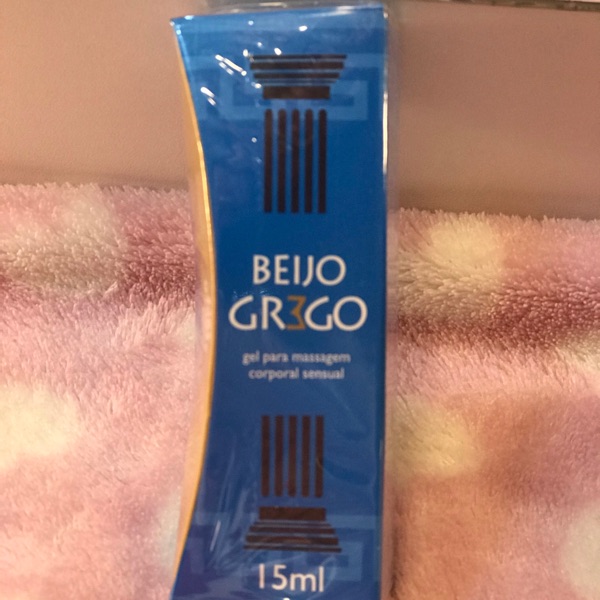 BEIJO
GR3GO
gel para massagem
corporal sensual
15ml